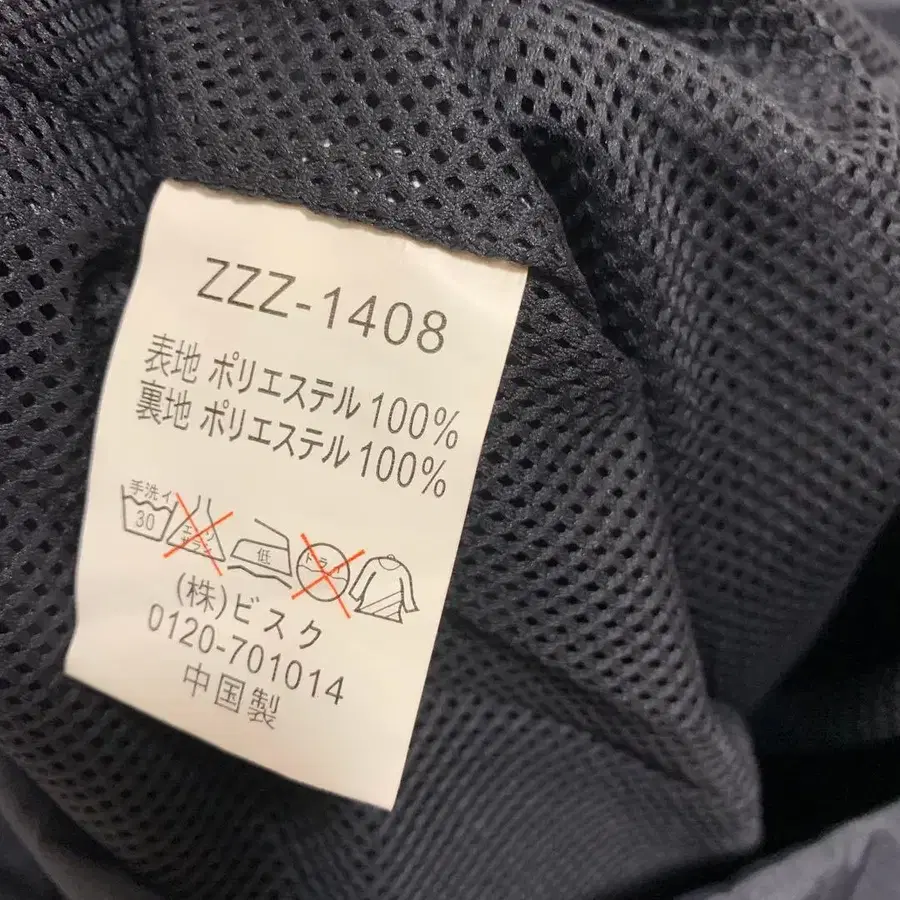 ZZZ-1408
表地 ポリエステル 100%
裏地 ポリエステル 100%
手洗イ
30
低
(株)ビスク
0120-701014
中国製